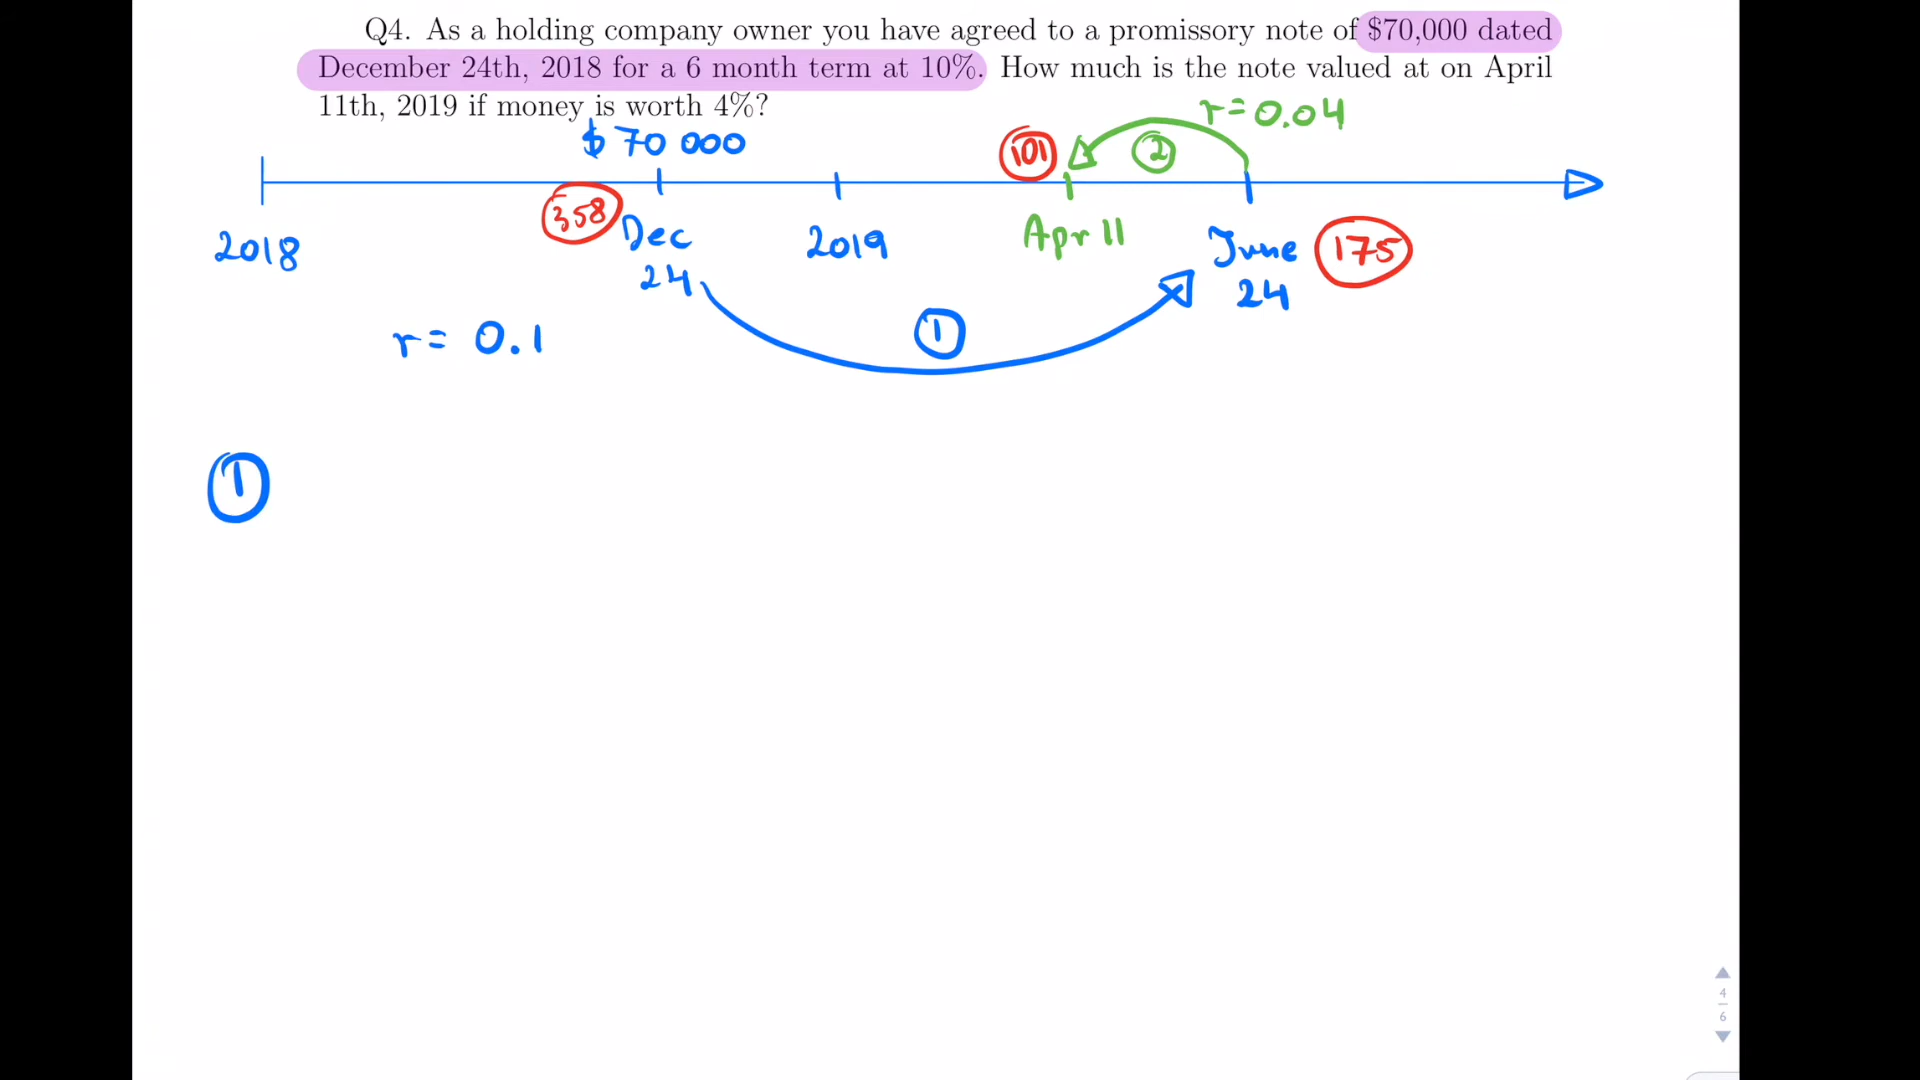 Q4. As a holding company owner you have agreed to a promissory note of $70,000 dated
December 24th, 2018 for a 6 month term at 10%. How much is the note valued at on April
11th, 2019 if money is worth 4%?
r=0.04
$70 000
101
2
358
2018
Dec
24
2019
Apr 11
June
24
175
r= 0.1
1
1
4
6